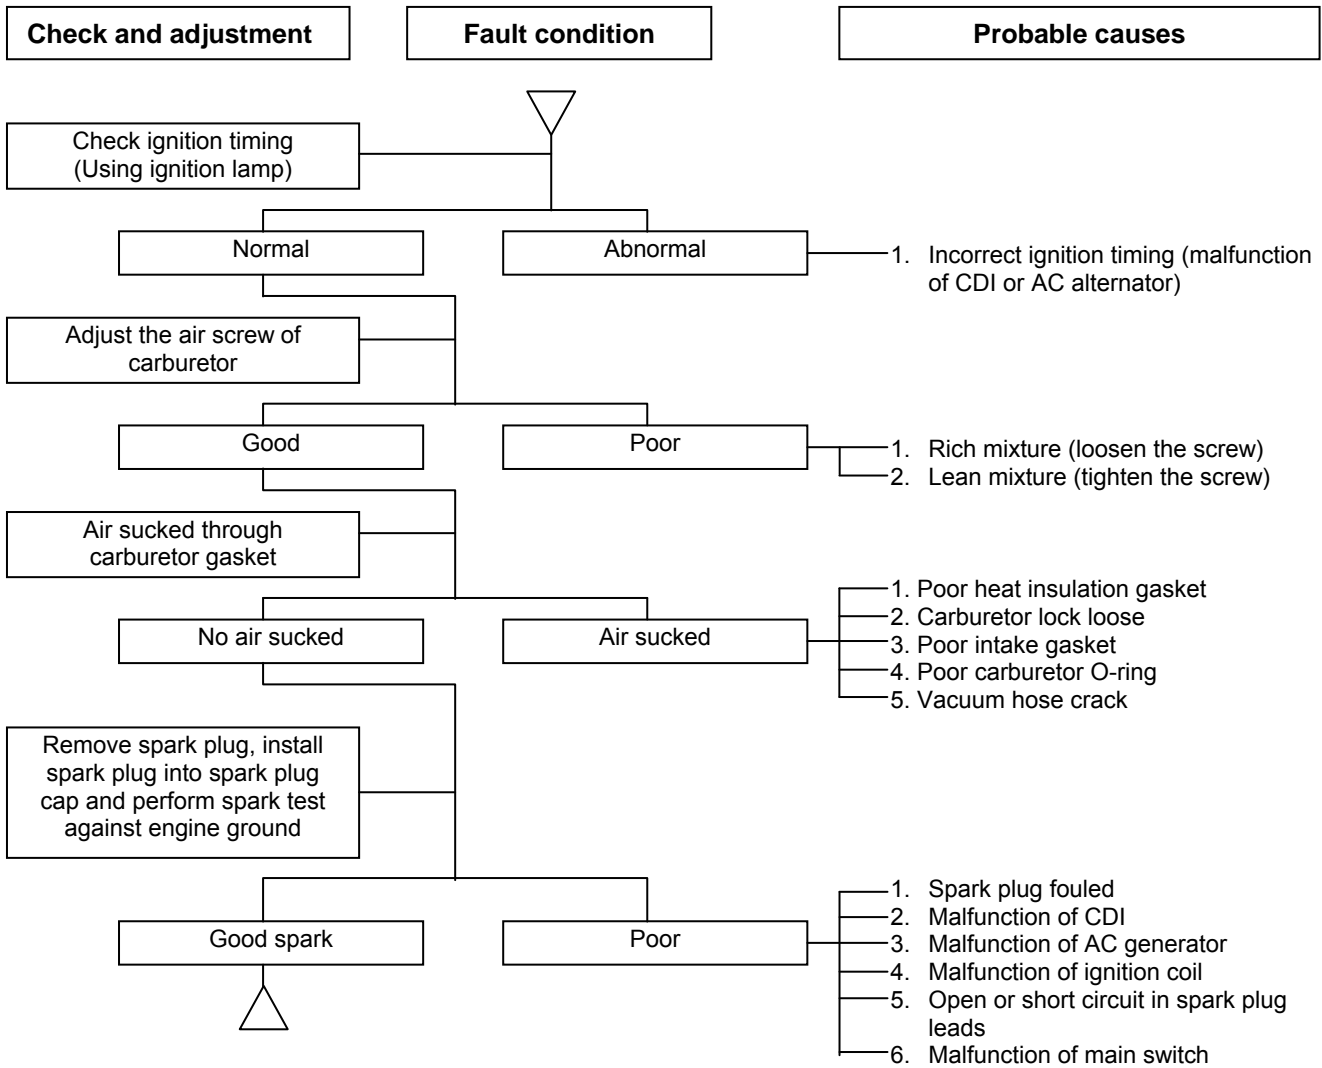 Check and adjustment
Fault condition
Probable causes
Check ignition timing
(Using ignition lamp)
Normal
Abnormal
1. Incorrect ignition timing (malfunction
of CDI or AC alternator)
Adjust the air screw of
carburetor
Good
Poor
1. Rich mixture (loosen the screw)
2. Lean mixture (tighten the screw)
Air sucked through
carburetor gasket
No air sucked
Air sucked
1. Poor heat insulation gasket
2. Carburetor lock loose
3. Poor intake gasket
4. Poor carburetor O-ring
5. Vacuum hose crack
Remove spark plug, install
spark plug into spark plug
cap and perform spark test
against engine ground
Good spark
Poor
1. Spark plug fouled
2. Malfunction of CDI
3. Malfunction of AC generator
4. Malfunction of ignition coil
5. Open or short circuit in spark plug
leads
6. Malfunction of main switch